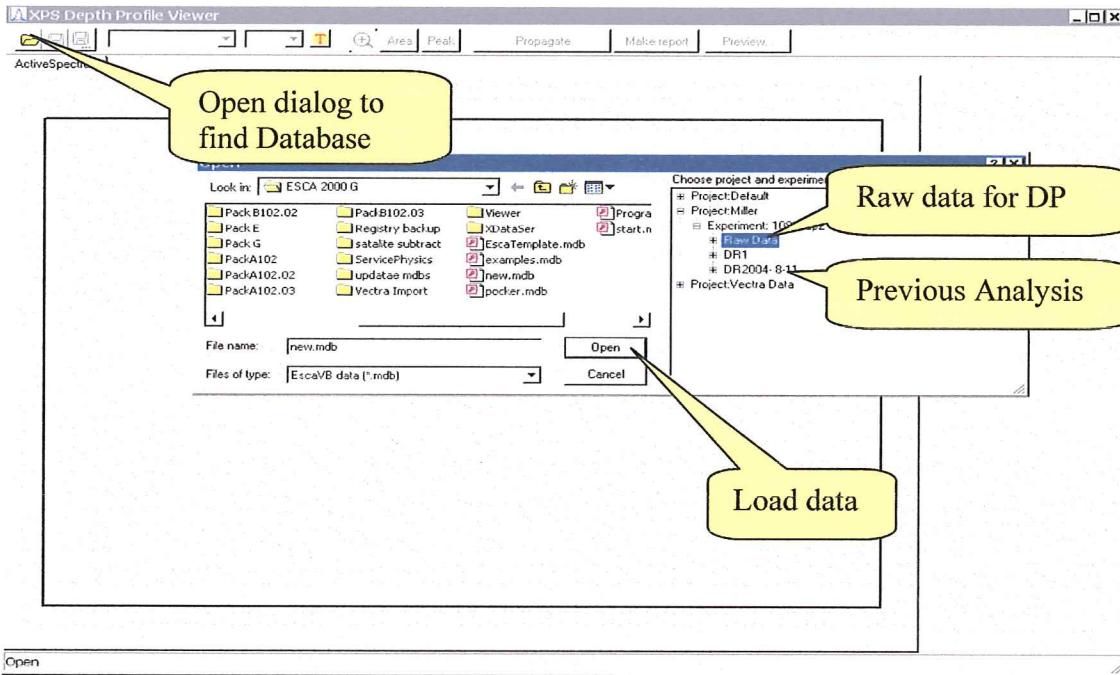 XPS Depth Profile Viewer
T
Area
Peak
Propagate
Make report
Preview...
Open dialog to
find Database
Open
Look in:
ESCA 2000 G
Pack B102.02
Pack E
Pack G
PackA102
PackA102.02
PackA102.03
PackB102.03
Registry backup
satalite subtract
ServicePhysics
updatae mdbs
Vectra Import
Viewer
XDataSer
EscaTemplate.mdb
examples.mdb
new.mdb
pocker.mdb
Choose project and
Project:Default
Project:Miller
Experiment:
Raw Data
DR1
DR2004- 8-11
Project:Vectra Data
Raw data for DP
Previous Analysis
File name:
new.mdb
Open
Files of type:
EscaVB data (*.mdb)
Cancel
Load data
Open